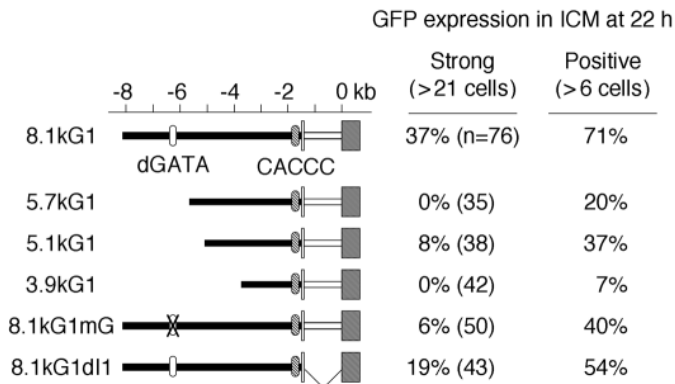 GFP expression in ICM at 22 h
Strong Positive
(>21 cells) (>6 cells)
-8 -6 -4 -2 0 kb
8.1kG1 37% (n=76) 71%
dGATA CACCC
5.7kG1 0% (35) 20%
5.1kG1 8% (38) 37%
3.9kG1 0% (42) 7%
8.1kG1mG 6% (50) 40%
8.1kG1dI1 19% (43) 54%